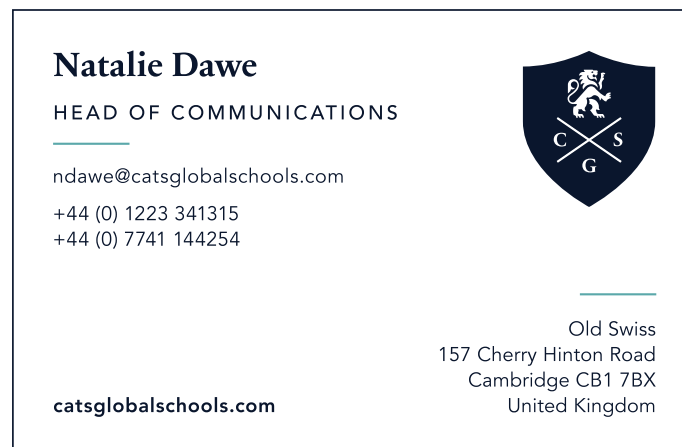 Natalie Dawe
HEAD OF COMMUNICATIONS
ndawe@catsglobalschools.com
+44 (0) 1223 341315
+44 (0) 7741 144254
catsglobalschools.com
C S
G
Old Swiss
157 Cherry Hinton Road
Cambridge CB1 7BX
United Kingdom